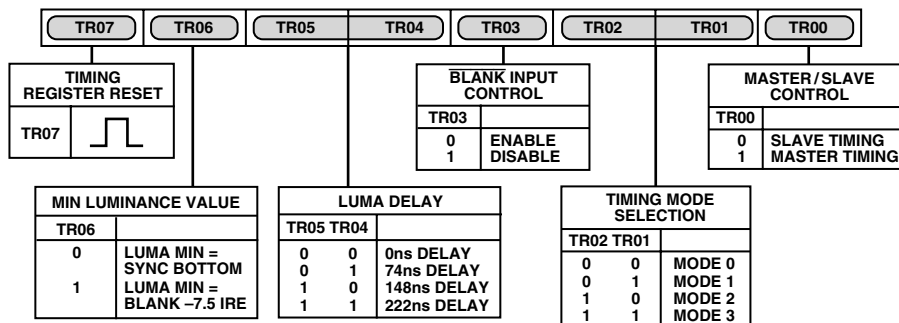 TR07 TR06 TR05 TR04 TR03 TR02 TR01 TR00
TIMING
REGISTER RESET
TR07
BLANK INPUT
CONTROL
TR03
0 ENABLE
1 DISABLE
MASTER/SLAVE
CONTROL
TR00
0 SLAVE TIMING
1 MASTER TIMING
MIN LUMINANCE VALUE
TR06
0 LUMA MIN =
SYNC BOTTOM
1 LUMA MIN =
BLANK –7.5 IRE
LUMA DELAY
TR05 TR04
0 0 0ns DELAY
0 1 74ns DELAY
1 0 148ns DELAY
1 1 222ns DELAY
TIMING MODE
SELECTION
TR02 TR01
0 0 MODE 0
0 1 MODE 1
1 0 MODE 2
1 1 MODE 3